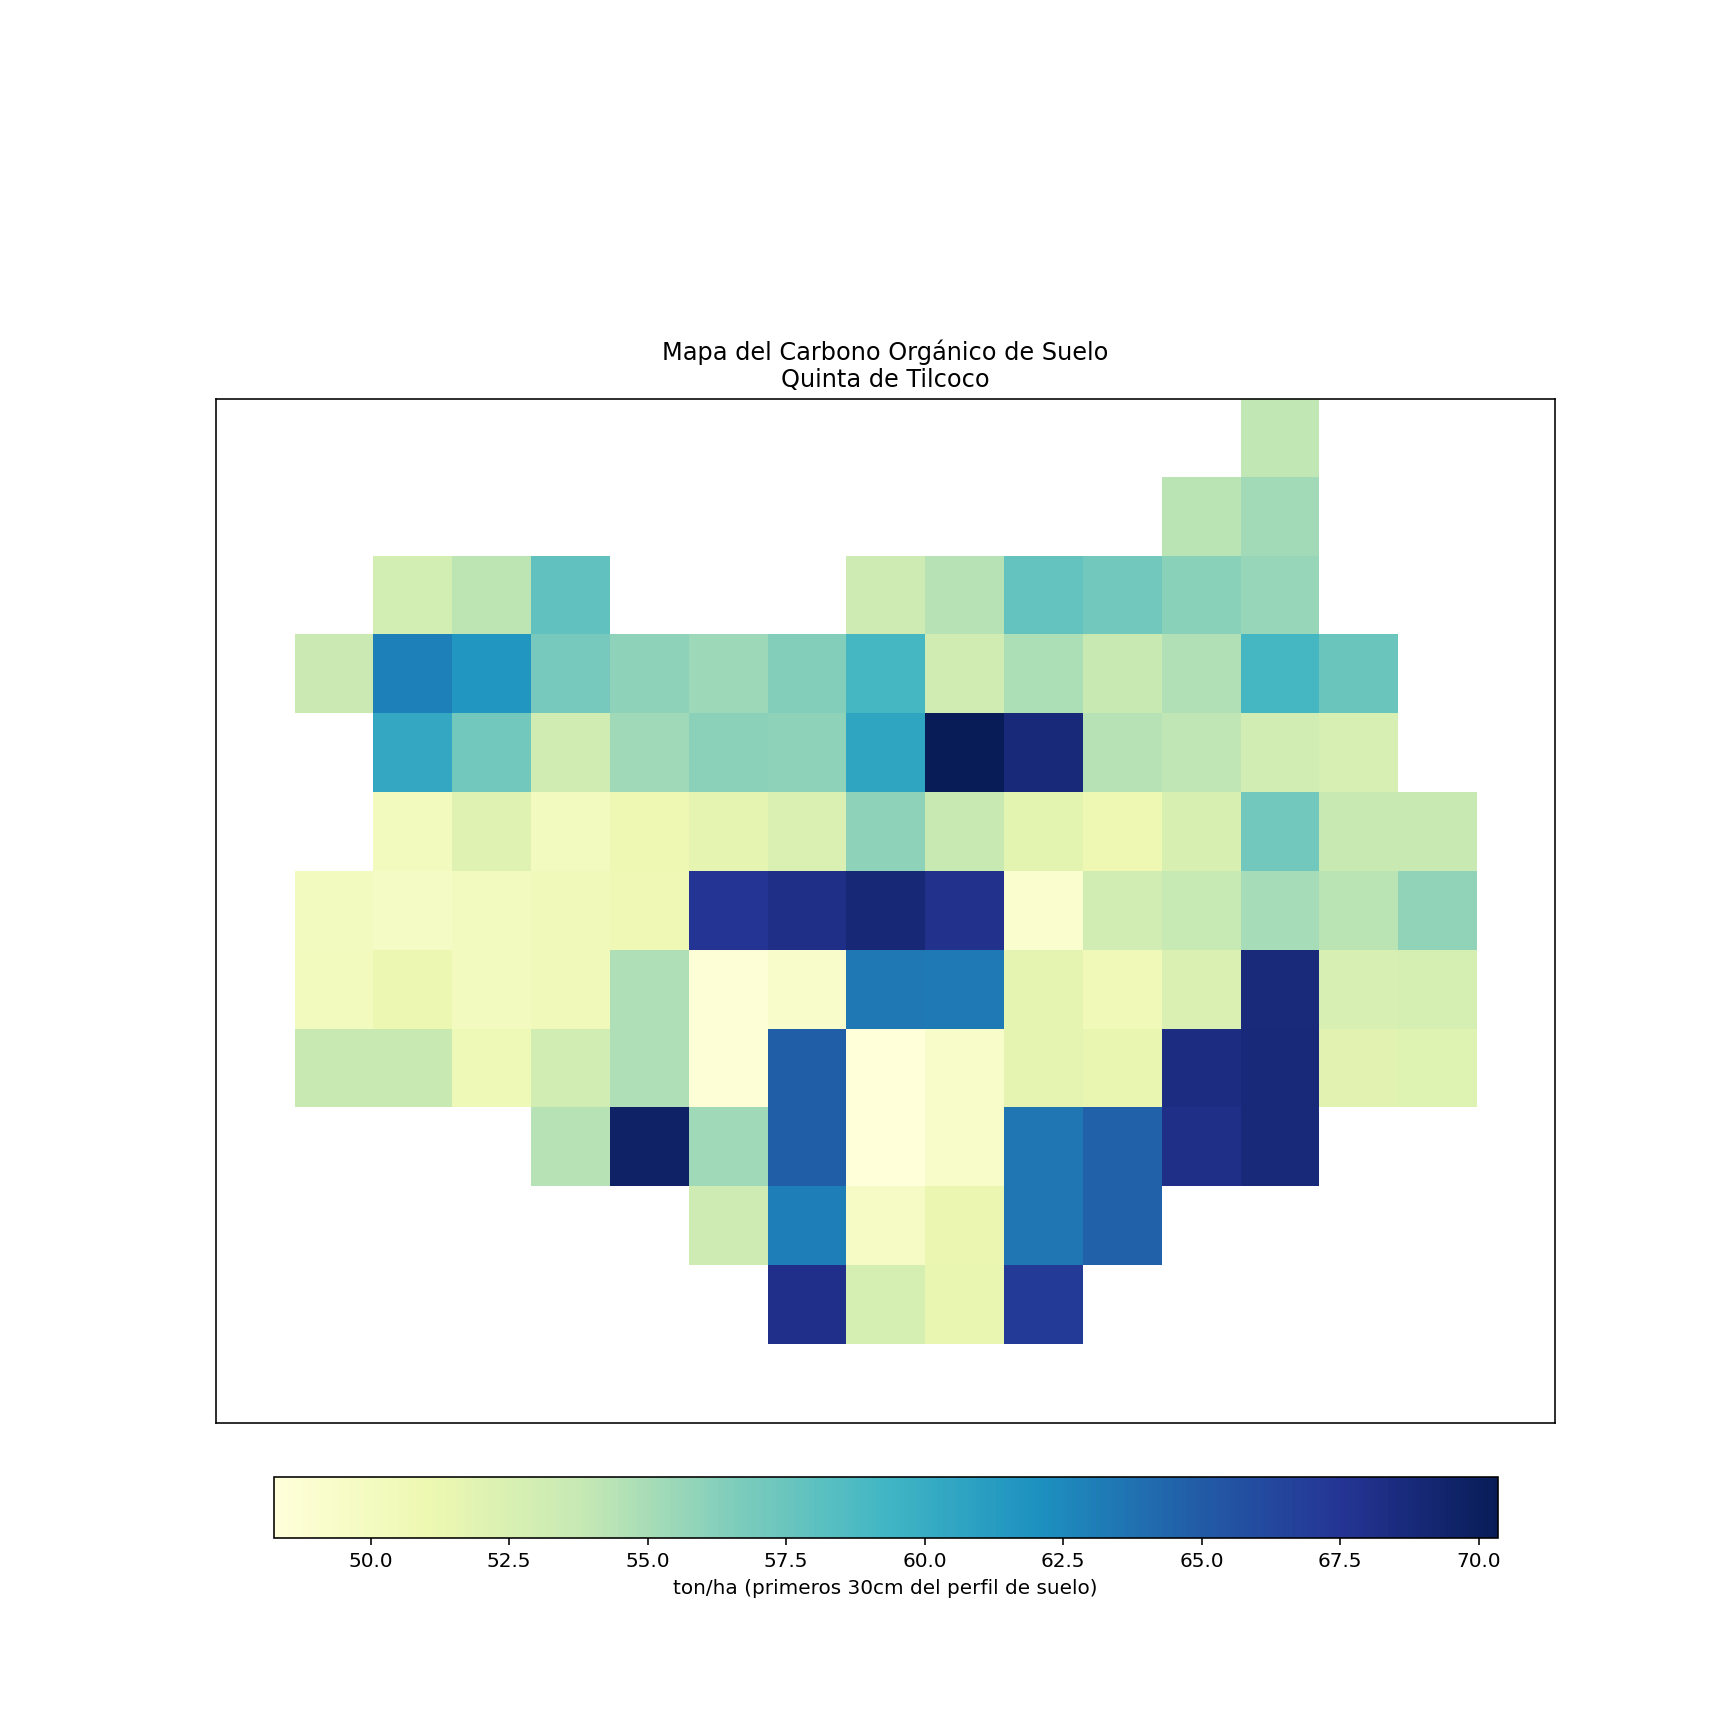 Mapa del Carbono Orgánico de Suelo
Quinta de Tilcoco
50.0 52.5 55.0 57.5 60.0 62.5 65.0 67.5 70.0
ton/ha (primeros 30cm del perfil de suelo)